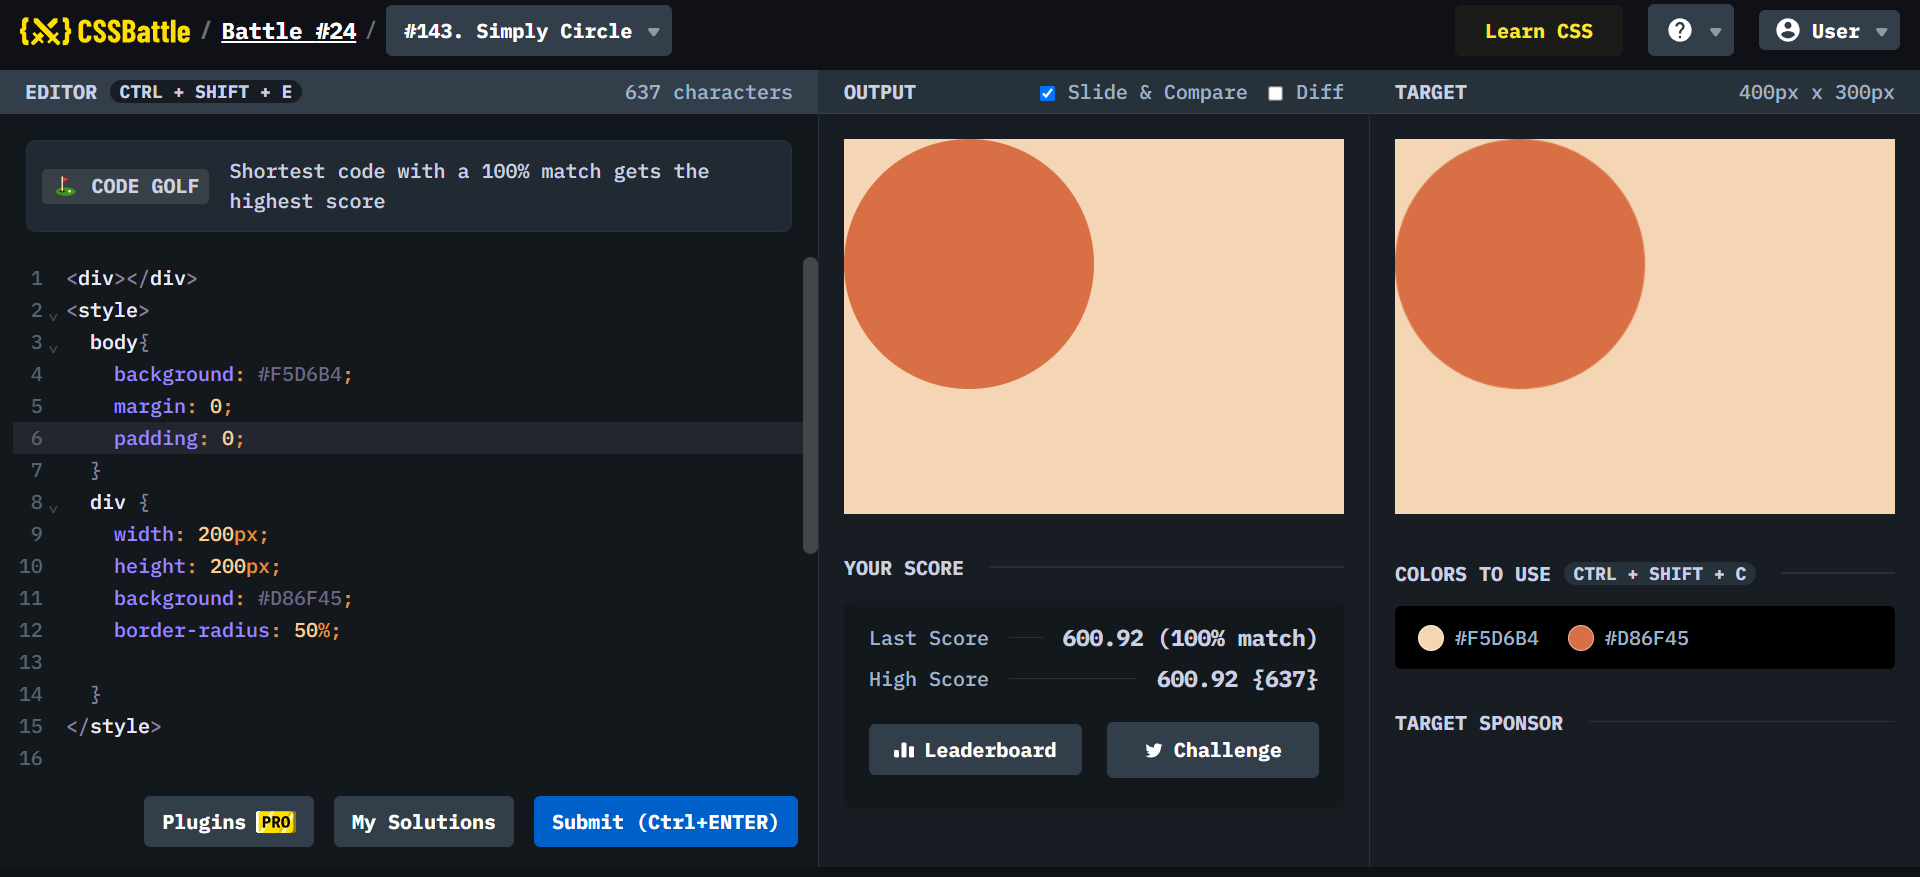 {X} CSSBattle / Battle #24 / #143. Simply Circle
Learn CSS
?
User
EDITOR CTRL + SHIFT + E 637 characters
CODE GOLF
Shortest code with a 100% match gets the
highest score
1 <div></div>
2 <style>
3 body{
4 background: #F5D6B4;
5 margin: 0;
6 padding: 0;
7 }
8 div {
9 width: 200px;
10 height: 200px;
11 background: #D86F45;
12 border-radius: 50%;
13
14 }
15 </style>
16
Plugins PRO
My Solutions
Submit (Ctrl+ENTER)
OUTPUT Slide & Compare Diff
YOUR SCORE
Last Score 600.92 (100% match)
High Score 600.92 {637}
Leaderboard
Challenge
TARGET 400px x 300px
COLORS TO USE CTRL + SHIFT + C
#F5D6B4 #D86F45
TARGET SPONSOR